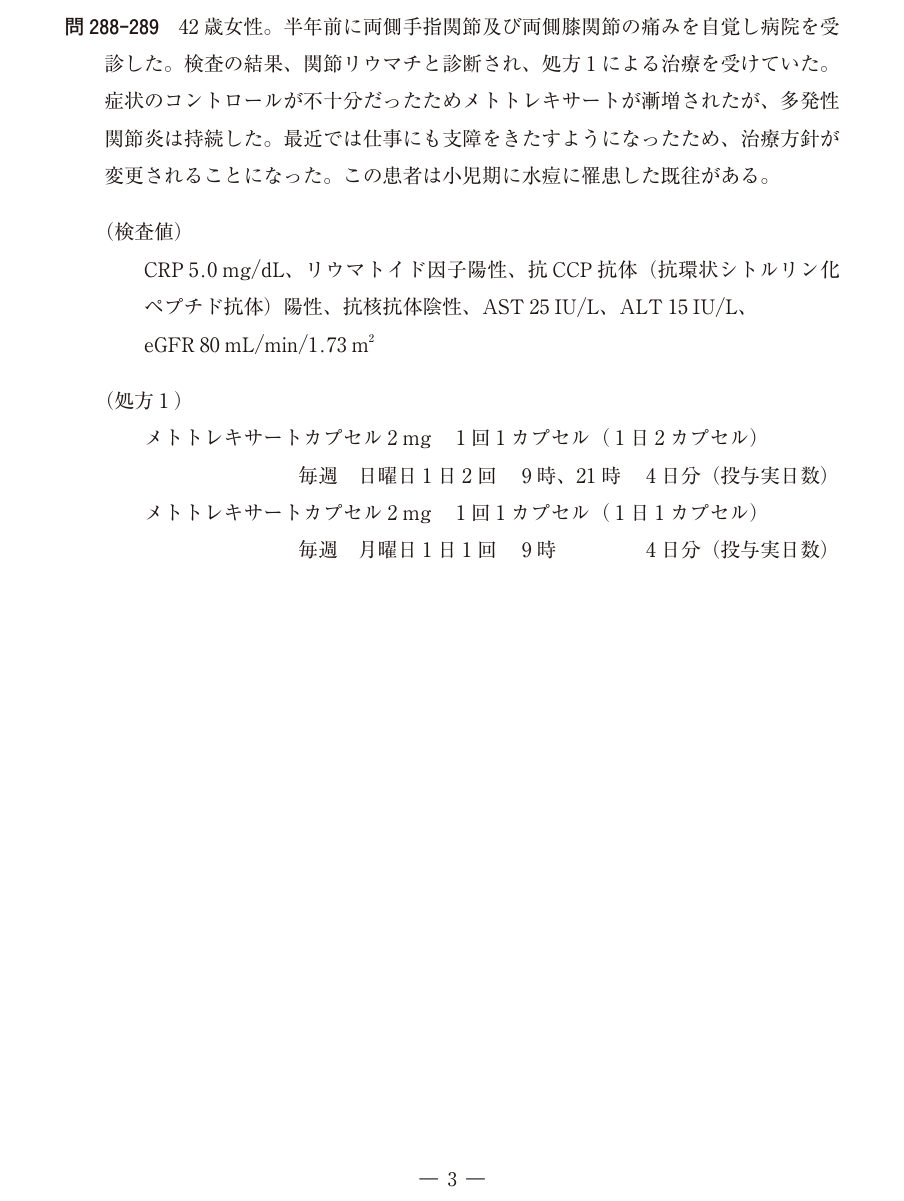 問 288-289　42 歳女性。半年前に両側手指関節及び両側膝関節の痛みを自覚し病院を受
診した。検査の結果、関節リウマチと診断され、処方１による治療を受けていた。
症状のコントロールが不十分だったためメトトレキサートが漸増されたが、多発性
関節炎は持続した。最近では仕事にも支障をきたすようになったため、治療方針が
変更されることになった。この患者は小児期に水痘に罹患した既往がある。
（検査値）
CRP 5.0 mg/dL、リウマトイド因子陽性、抗 CCP 抗体（抗環状シトルリン化
ペプチド抗体）陽性、抗核抗体陰性、AST 25 IU/L、ALT 15 IU/L、
eGFR 80 mL/min/1.73 m²
（処方１）
メトトレキサートカプセル２mg　１回１カプセル（１日２カプセル）
毎週　日曜日１日２回　９時、21 時　４日分（投与実日数）
メトトレキサートカプセル２mg　１回１カプセル（１日１カプセル）
毎週　月曜日１日１回　９時　４日分（投与実日数）
— 3 —